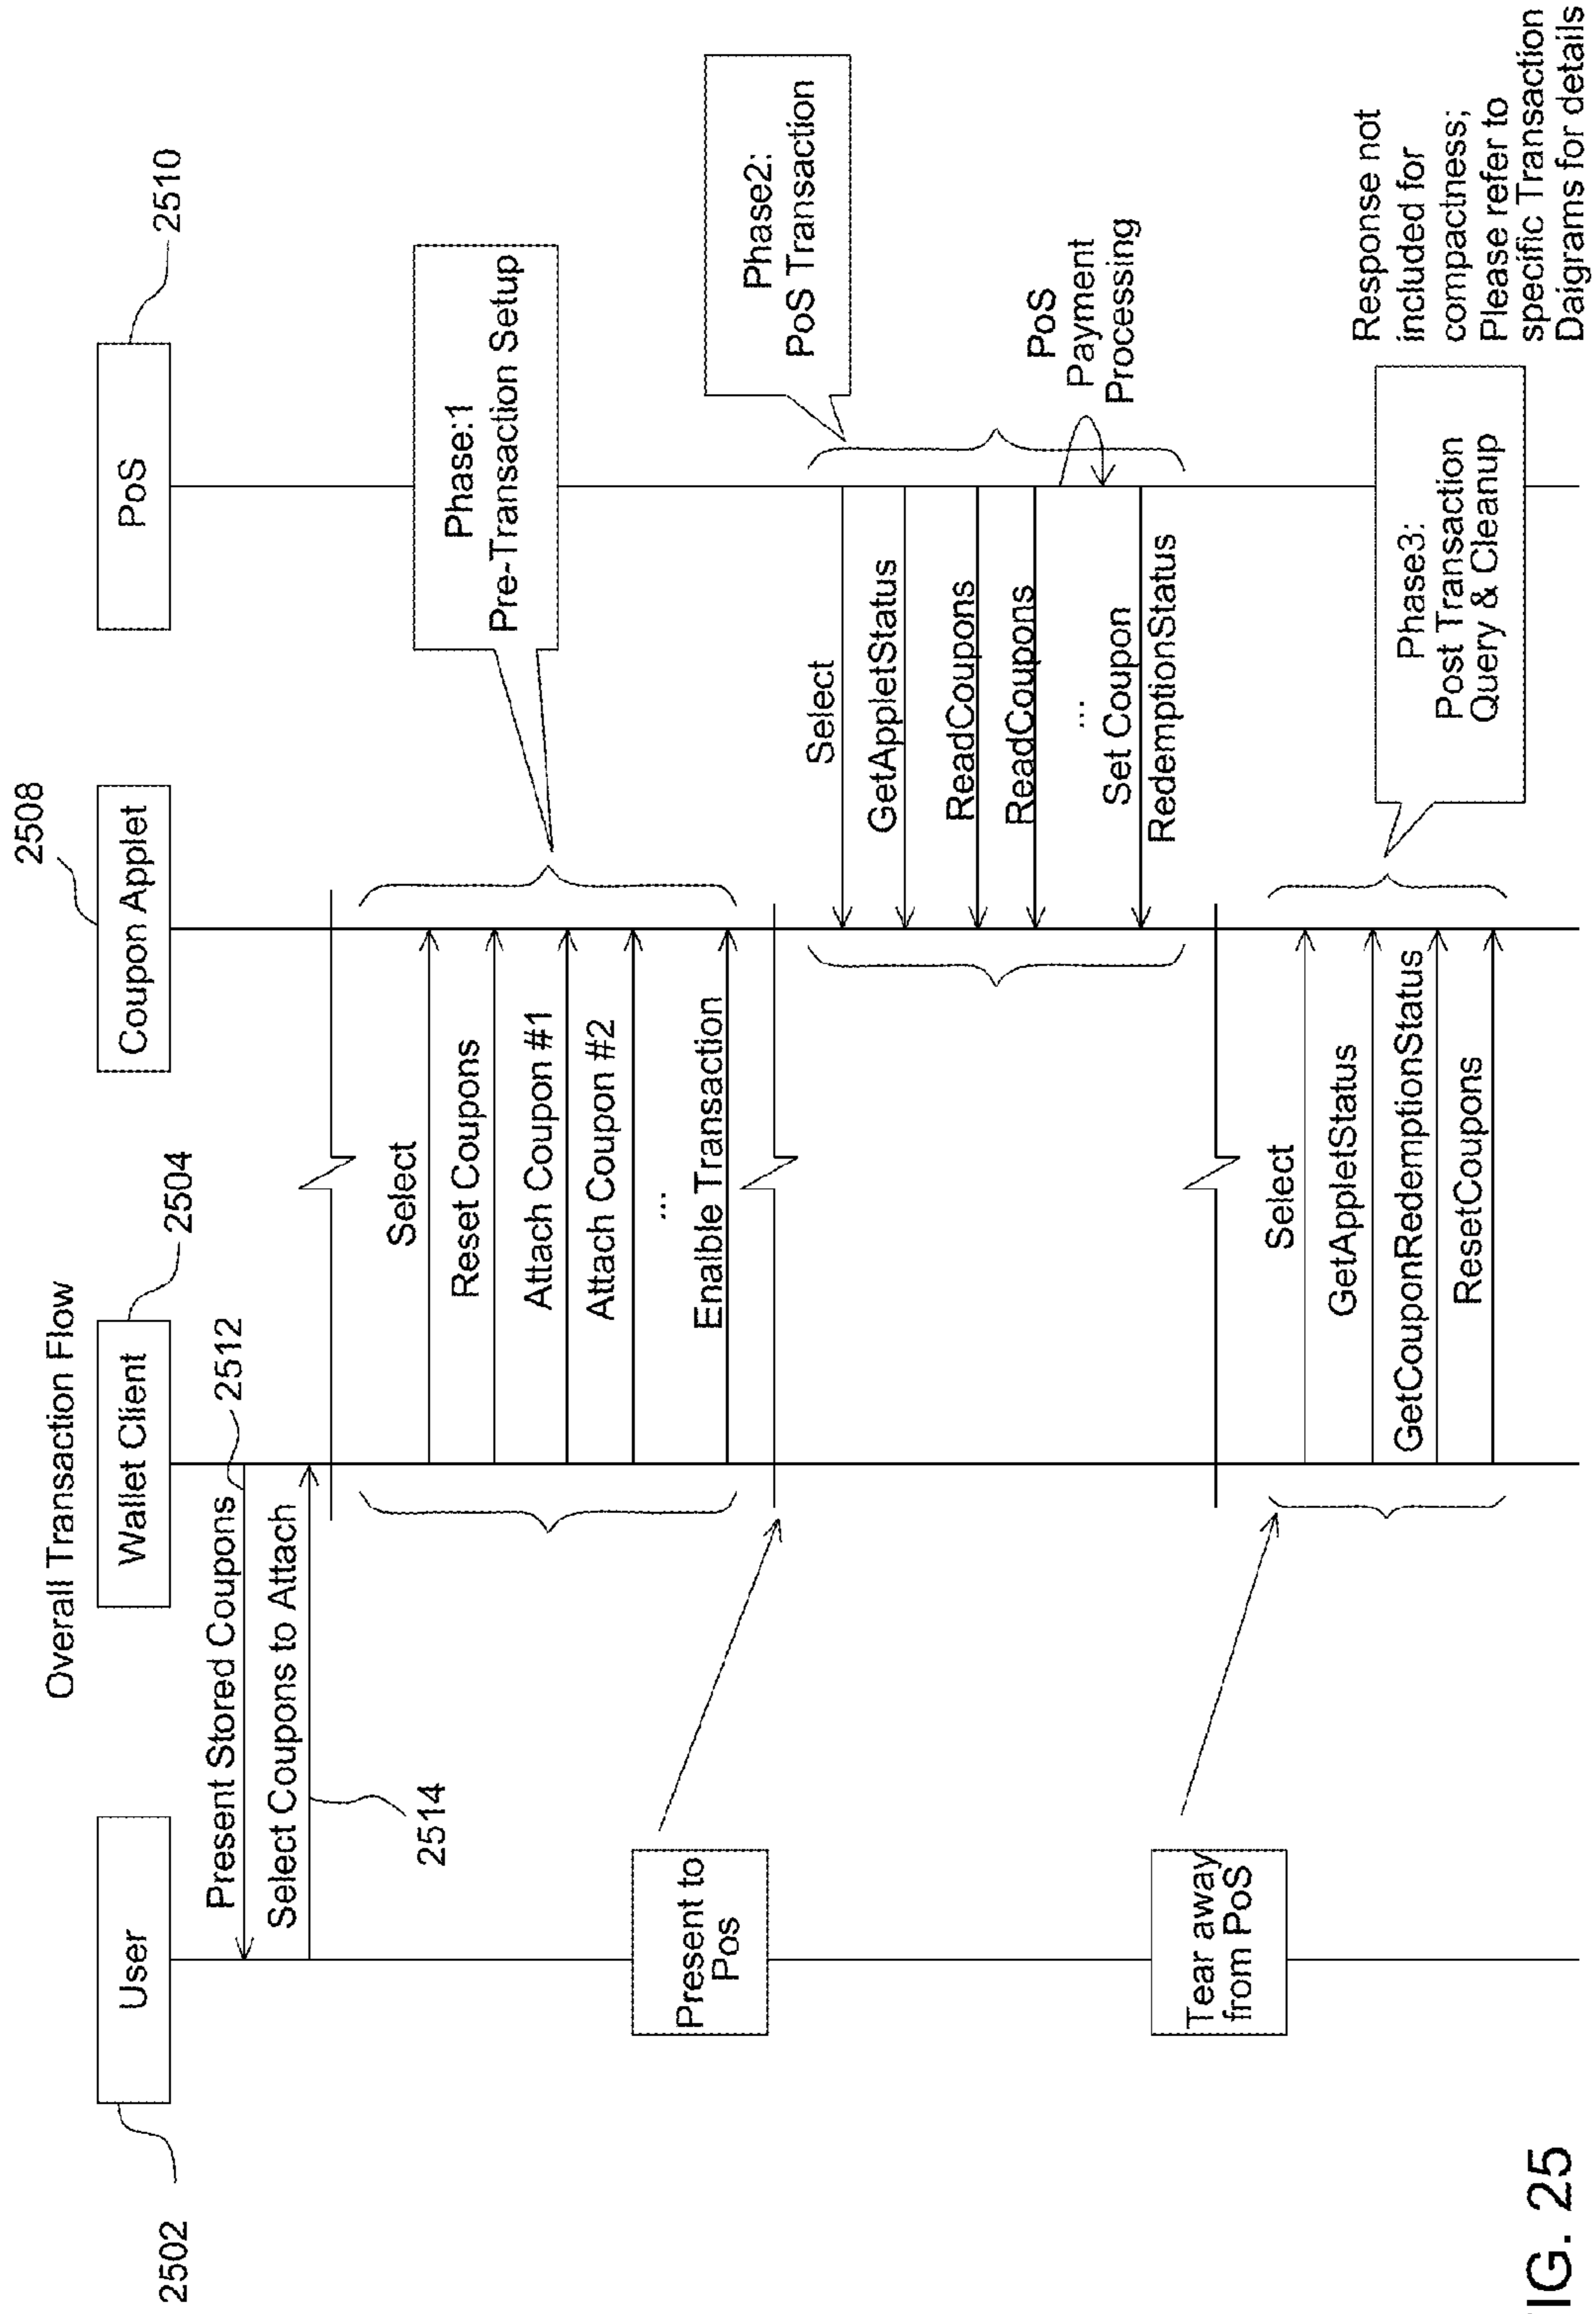 Overall Transaction Flow
2502
User
2504
Wallet Client
2508
Coupon Applet
2510
PoS
Present Stored Coupons
2512
Select Coupons to Attach
2514
Phase:1
Pre-Transaction Setup
Select
Reset Coupons
Attach Coupon #1
Attach Coupon #2
...
Enalble Transaction
Present to
Pos
Phase2:
PoS Transaction
Select
GetAppletStatus
ReadCoupons
ReadCoupons
...
PoS
Payment
Processing
Set Coupon
RedemptionStatus
Tear away
from PoS
Select
GetAppletStatus
GetCouponRedemptionStatus
ResetCoupons
Phase3:
Post Transaction
Query & Cleanup
Response not
included for
compactness;
Please refer to
specific Transaction
Daigrams for details
IG. 25